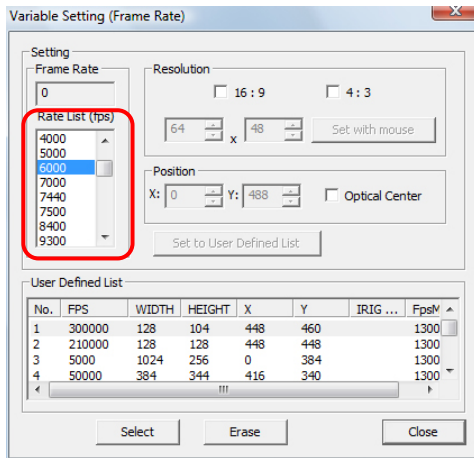 Variable Setting (Frame Rate)
Setting
Frame Rate
0
Rate List (fps)
4000
5000
6000
7000
7440
7500
8400
9300
Resolution
16 : 9
4 : 3
64 x 48
Set with mouse
Position
X: 0 Y: 488
Optical Center
Set to User Defined List
User Defined List
No. FPS WIDTH HEIGHT X Y IRIG ... FpsM
1 300000 128 104 448 460 1300
2 210000 128 128 448 448 1300
3 5000 1024 256 0 384 1300
4 50000 384 344 416 340 1300
Select Erase Close